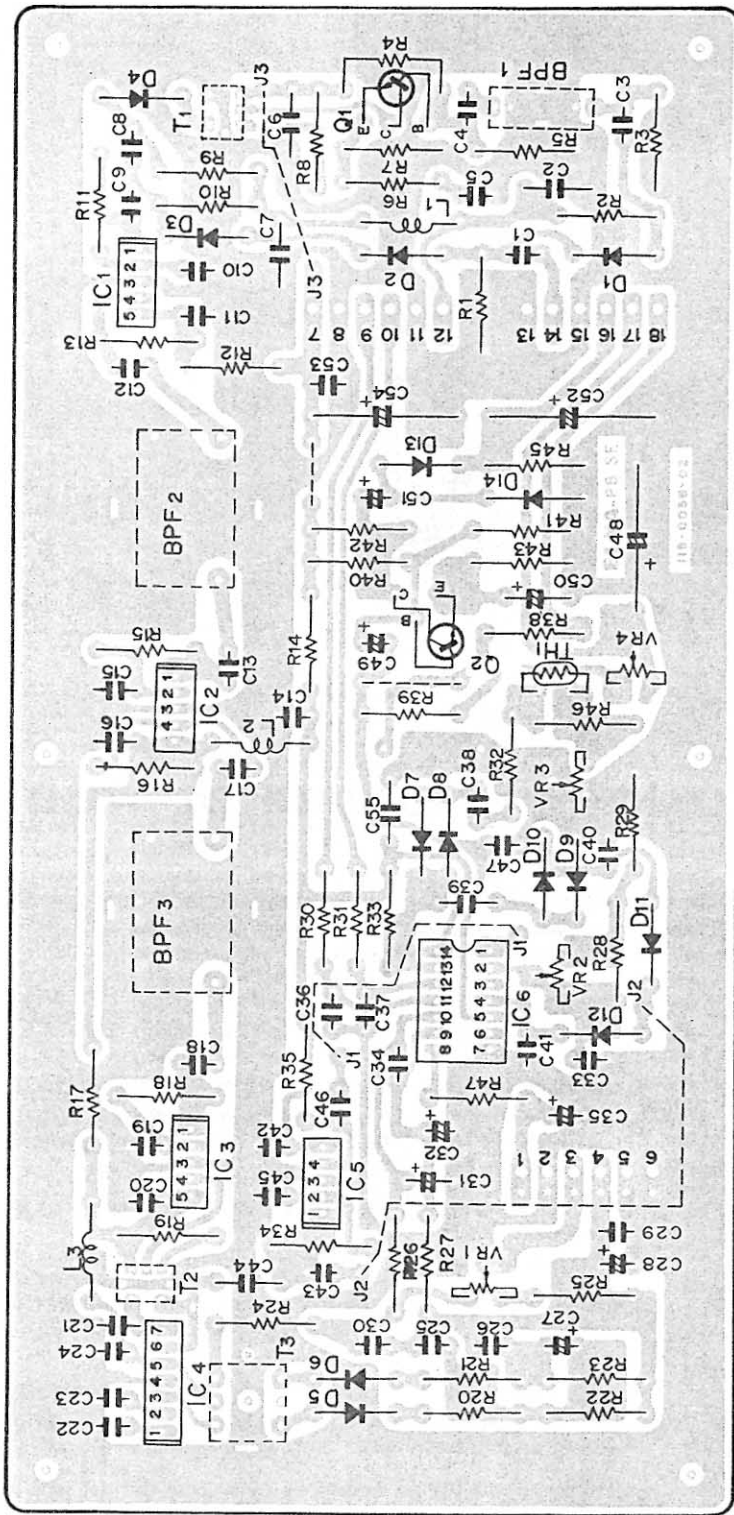 D4
C8
T1
J3
C6
R8
R4
Q1
E
C
B
C4
BPF1
C3
R3
R11
C9
R9
R10
D3
C7
R7
R6
L1
C5
R5
C2
R2
IC1
5 4 3 2 1
C10
C11
J3
D2
R1
C1
D1
R13
C12
R12
7
8
9
10
11
12
13
14
15
16
17
18
C53
C54
C52
BPF2
D13
C51
R42
R40
R45
D14
R41
R43
C50
C48
118-0038-02
R15
C15
C16
R16
IC2
4 3 2 1
C13
L2
C17
C14
R14
C49
B
C
E
Q2
R39
R38
TH1
VR4
R46
VR3
R32
C38
C55
D7
D8
C47
D10
D9
C40
R29
BPF3
R30
R31
R33
C39
J1
C36
C37
J1
C34
8 9 10 11 12 13 14
7 6 5 4 3 2 1
IC6
C41
VR2
R28
D11
J2
D12
C33
R17
C18
R18
C19
C20
R19
IC3
5 4 3 2 1
R35
C46
C42
C45
1 2 3 4
IC5
R34
C43
C32
C31
R47
C35
1
2
3
4
5
6
J2
L3
T2
C44
R24
C21
C24
C23
C22
1 2 3 4 5 6 7
IC4
T3
R26
R27
VR1
C30
C25
C26
C27
R25
C29
C28
D6
D5
R21
R20
R23
R22